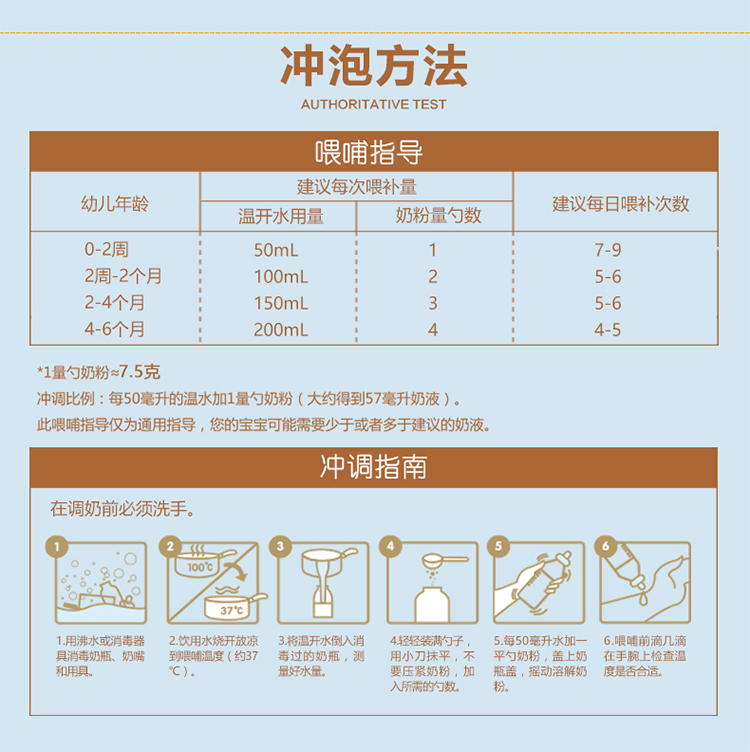 冲泡方法
AUTHORITATIVE TEST
喂哺指导
幼儿年龄
建议每次喂补量
温开水用量
奶粉量勺数
建议每日喂补次数
0-2周 50mL 1 7-9
2周-2个月 100mL 2 5-6
2-4个月 150mL 3 5-6
4-6个月 200mL 4 4-5
*1量勺奶粉≈7.5克
冲调比例：每50毫升的温水加1量勺奶粉（大约得到57毫升奶液）。
此喂哺指导仅为通用指导，您的宝宝可能需要少于或者多于建议的奶液。
冲调指南
在调奶前必须洗手。
1
2
100℃
37℃
3
4
5
6
1.用沸水或消毒器
具消毒奶瓶、奶嘴
和用具。
2.饮用水烧开放凉
到喂哺温度（约37
℃）。
3.将温开水倒入消
毒过的奶瓶，测
量好水量。
4.轻轻装满勺子，
用小刀抹平，不
要压紧奶粉，加
入所需的勺数。
5.每50毫升水加一
平勺奶粉，盖上奶
瓶盖，摇动溶解奶
粉。
6.喂哺前滴几滴
在手腕上检查温
度是否合适。